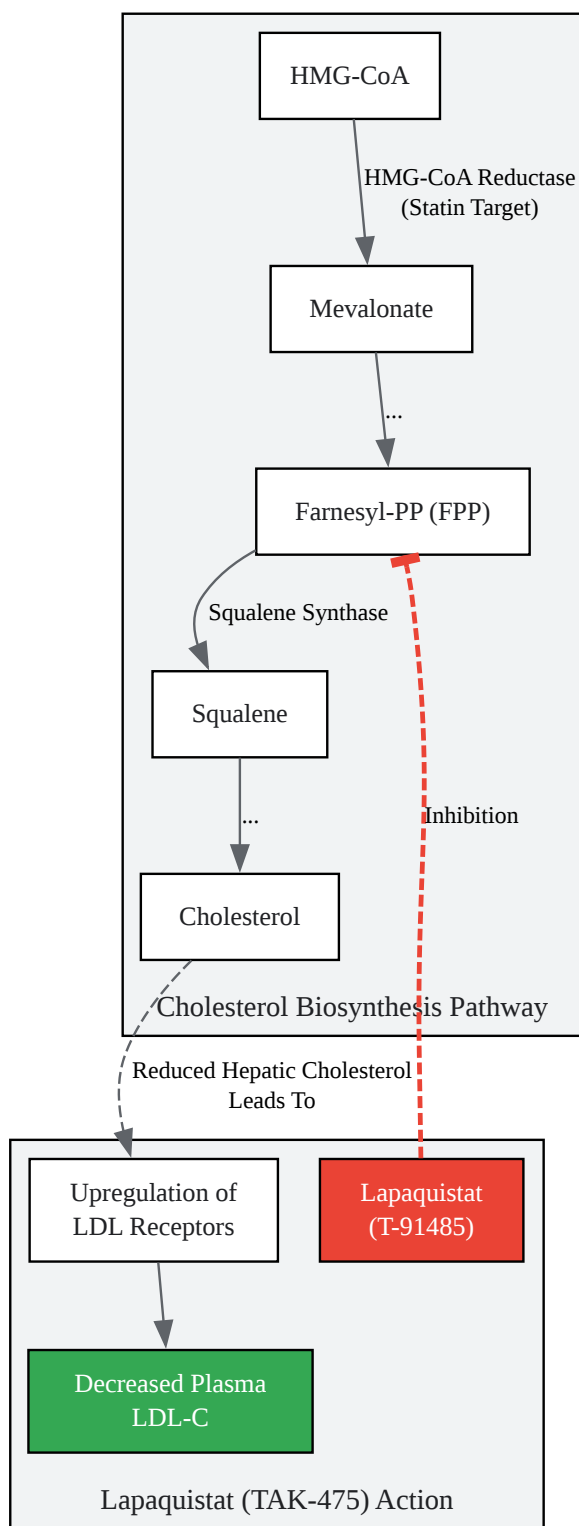 HMG-CoA
HMG-CoA Reductase
(Statin Target)
Mevalonate
...
Farnesyl-PP (FPP)
Squalene Synthase
Squalene
...
Inhibition
Cholesterol
Cholesterol Biosynthesis Pathway
Reduced Hepatic Cholesterol
Leads To
Upregulation of
LDL Receptors
Lapaquistat
(T-91485)
Decreased Plasma
LDL-C
Lapaquistat (TAK-475) Action